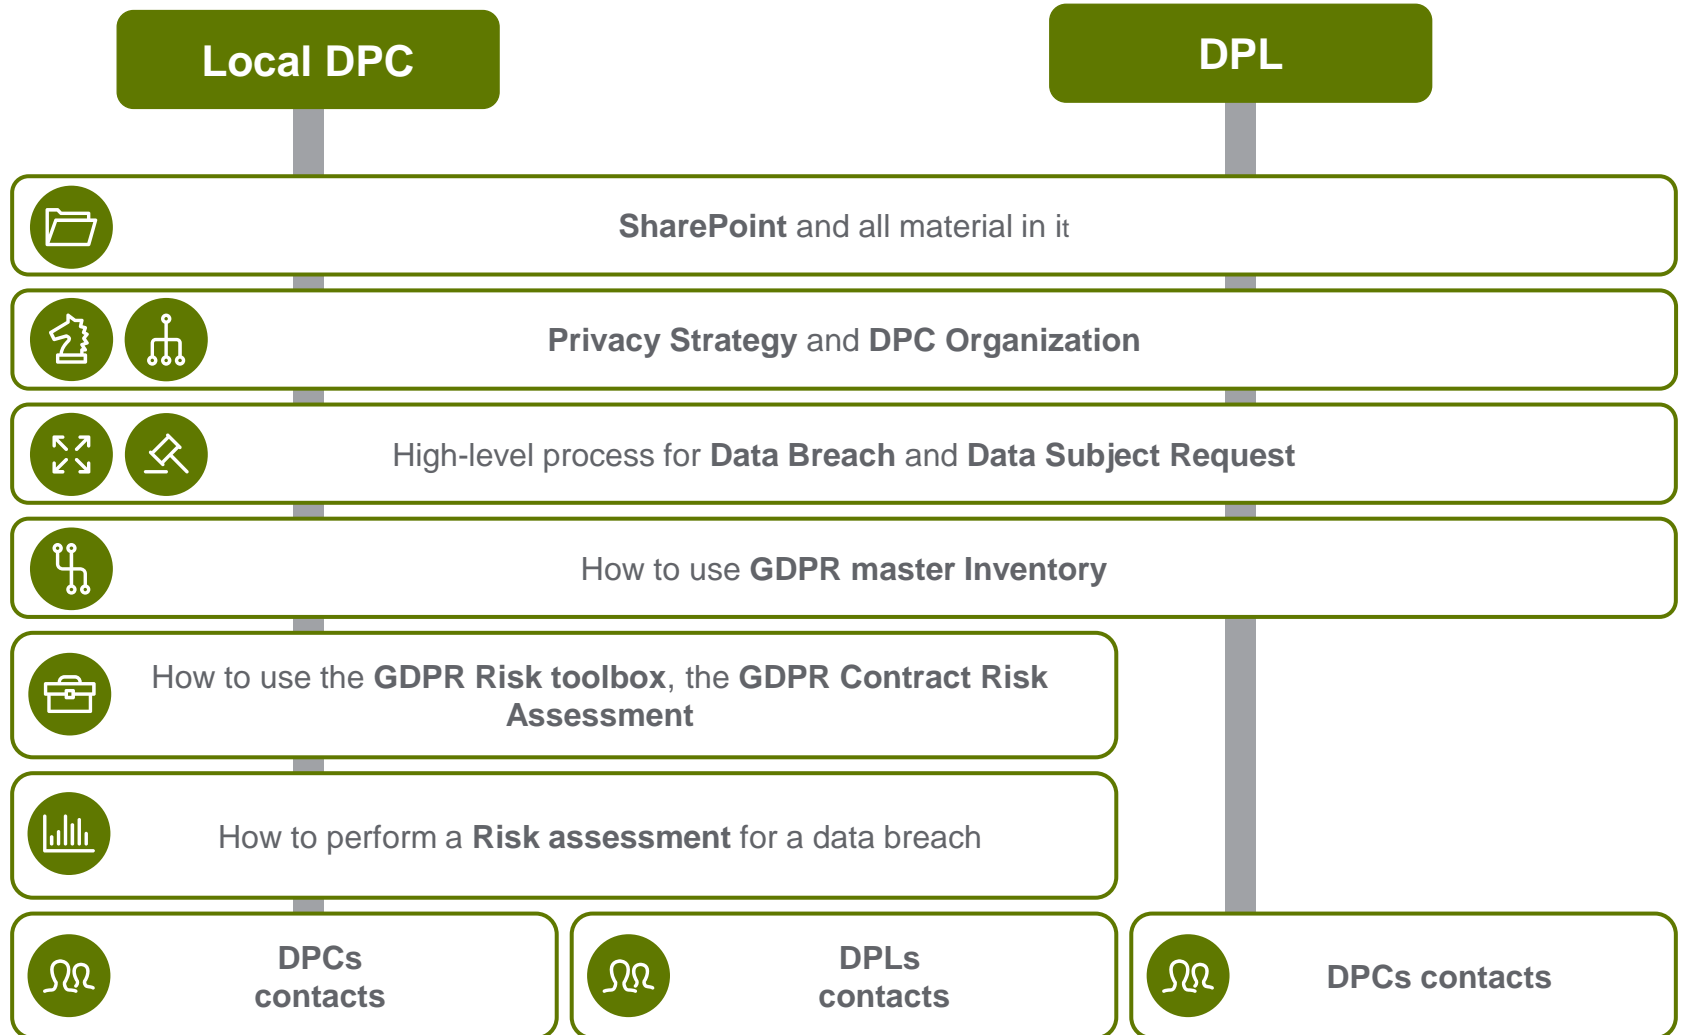 Local DPC
DPL
SharePoint and all material in it
Privacy Strategy and DPC Organization
High-level process for Data Breach and Data Subject Request
How to use GDPR master Inventory
How to use the GDPR Risk toolbox, the GDPR Contract Risk
Assessment
How to perform a Risk assessment for a data breach
DPCs
contacts
DPLs
contacts
DPCs contacts